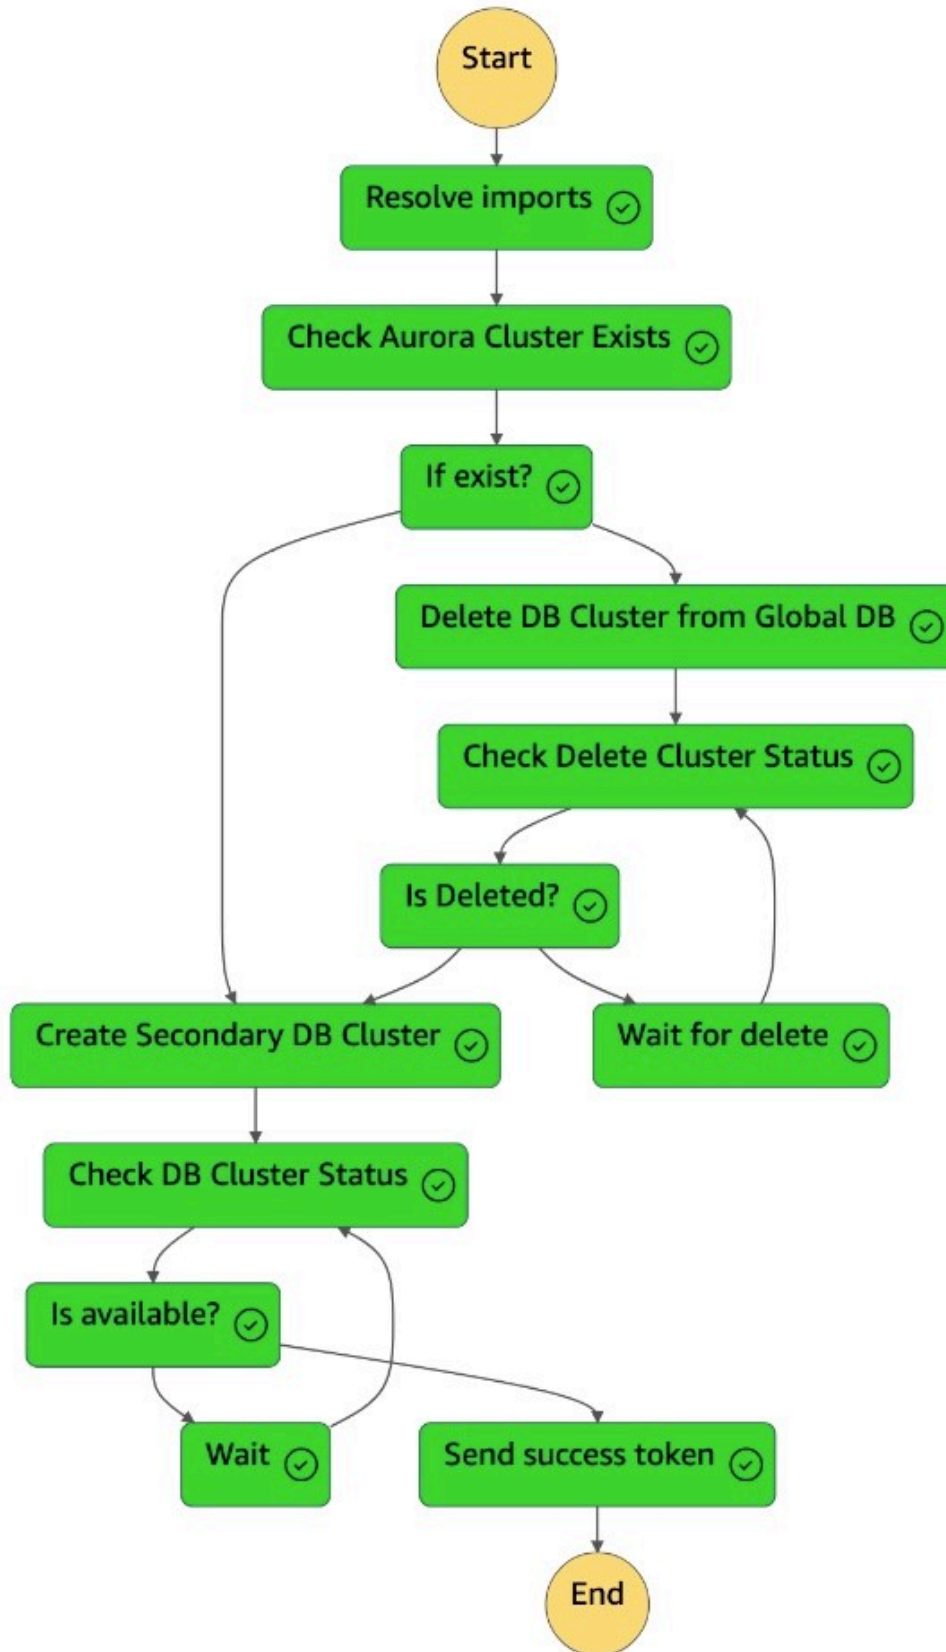 Start
Resolve imports
Check Aurora Cluster Exists
If exist?
Delete DB Cluster from Global DB
Check Delete Cluster Status
Is Deleted?
Create Secondary DB Cluster
Wait for delete
Check DB Cluster Status
Is available?
Wait
Send success token
End